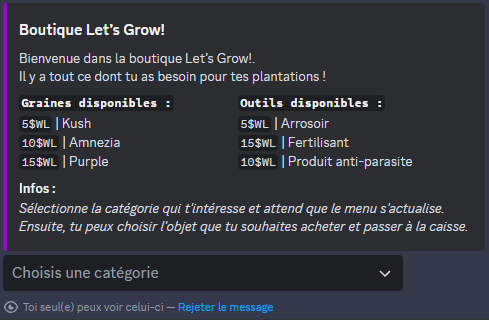 Boutique Let's Grow!
Bienvenue dans la boutique Let's Grow!.
Il y a tout ce dont tu as besoin pour tes plantations !
Graines disponibles :
5$WL | Kush
10$WL | Amnezia
15$WL | Purple
Outils disponibles :
5$WL | Arrosoir
15$WL | Fertilisant
10$WL | Produit anti-parasite
Infos :
Sélectionne la catégorie qui t'intéresse et attend que le menu s'actualise.
Ensuite, tu peux choisir l'objet que tu souhaites acheter et passer à la caisse.
Choisis une catégorie
Toi seul(e) peux voir celui-ci — Rejeter le message